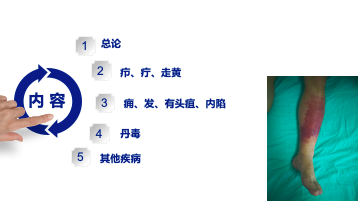 内 容
1 总论
2 疖、疔、走黄
3 痈、发、有头疽、内陷
4 丹毒
5 其他疾病